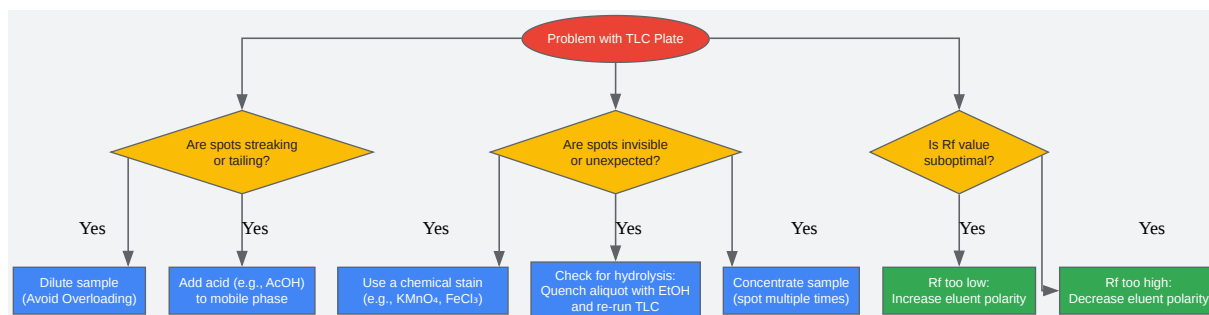 Problem with TLC Plate
Are spots streaking
or tailing?
Are spots invisible
or unexpected?
Is Rf value
suboptimal?
Yes
Yes
Yes
Yes
Yes
Yes
Yes
Dilute sample
(Avoid Overloading)
Add acid (e.g., AcOH)
to mobile phase
Use a chemical stain
(e.g., KMnO₄, FeCl₃)
Check for hydrolysis:
Quench aliquot with EtOH
and re-run TLC
Concentrate sample
(spot multiple times)
Rf too low:
Increase eluent polarity
Rf too high:
Decrease eluent polarity